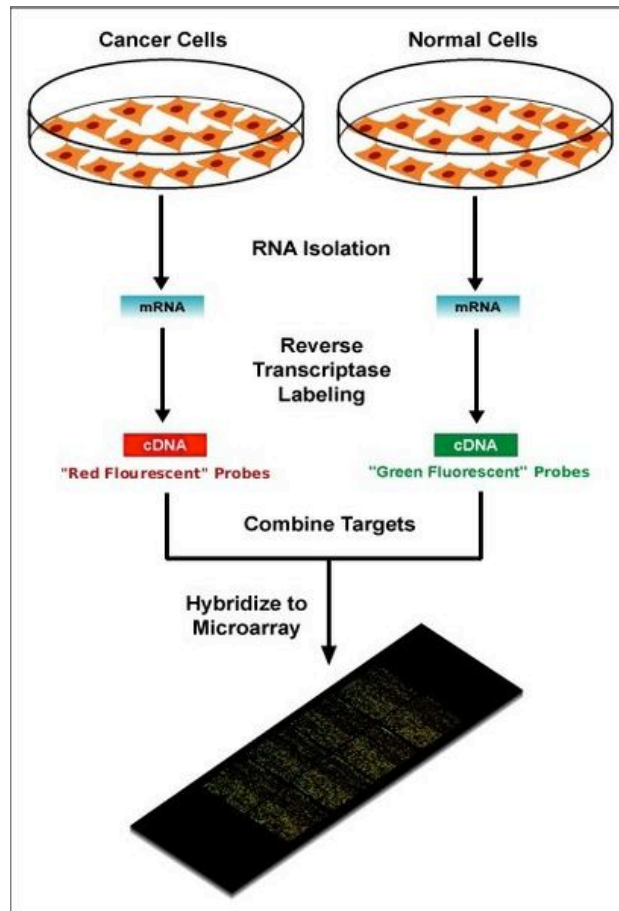 Cancer Cells
Normal Cells
RNA Isolation
mRNA
mRNA
Reverse
Transcriptase
Labeling
cDNA
cDNA
"Red Flourescent" Probes
"Green Fluorescent" Probes
Combine Targets
Hybridize to
Microarray